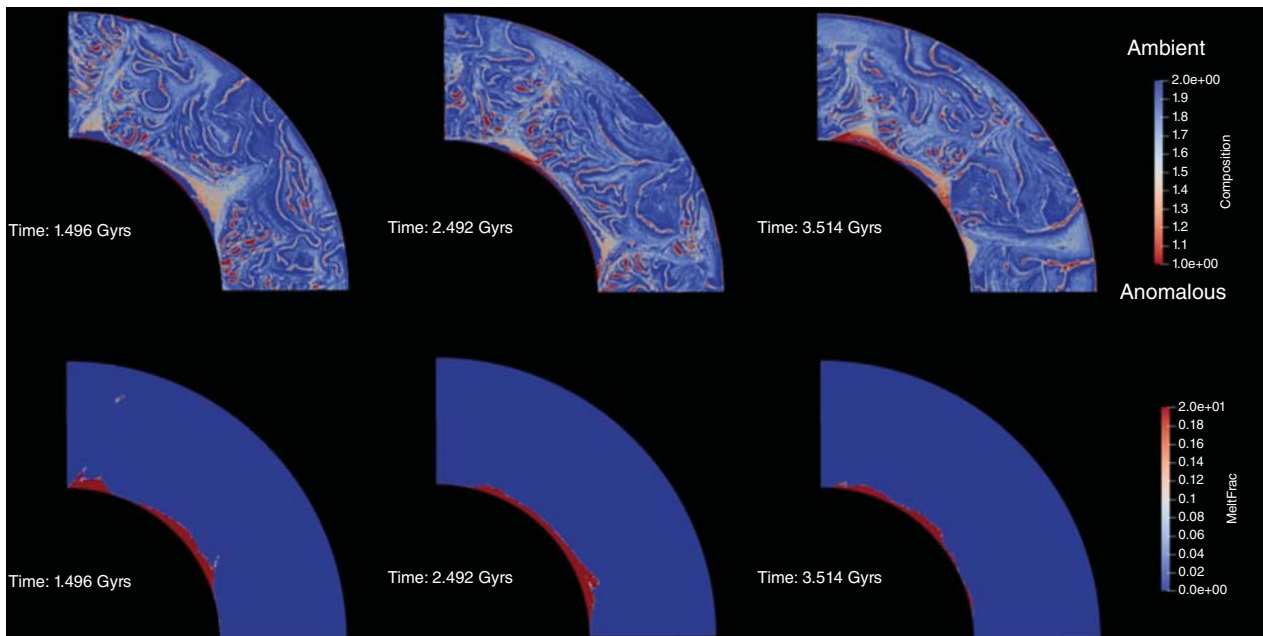 Ambient
2.0e+00
1.9
1.8
1.7
1.6
1.5
1.4
1.3
1.2
1.1
1.0e+00
Composition
Anomalous
Time: 1.496 Gyrs
Time: 2.492 Gyrs
Time: 3.514 Gyrs
2.0e+01
0.18
0.16
0.14
0.12
0.1
0.08
0.06
0.04
0.02
0.0e+00
MeltFrac
Time: 1.496 Gyrs
Time: 2.492 Gyrs
Time: 3.514 Gyrs